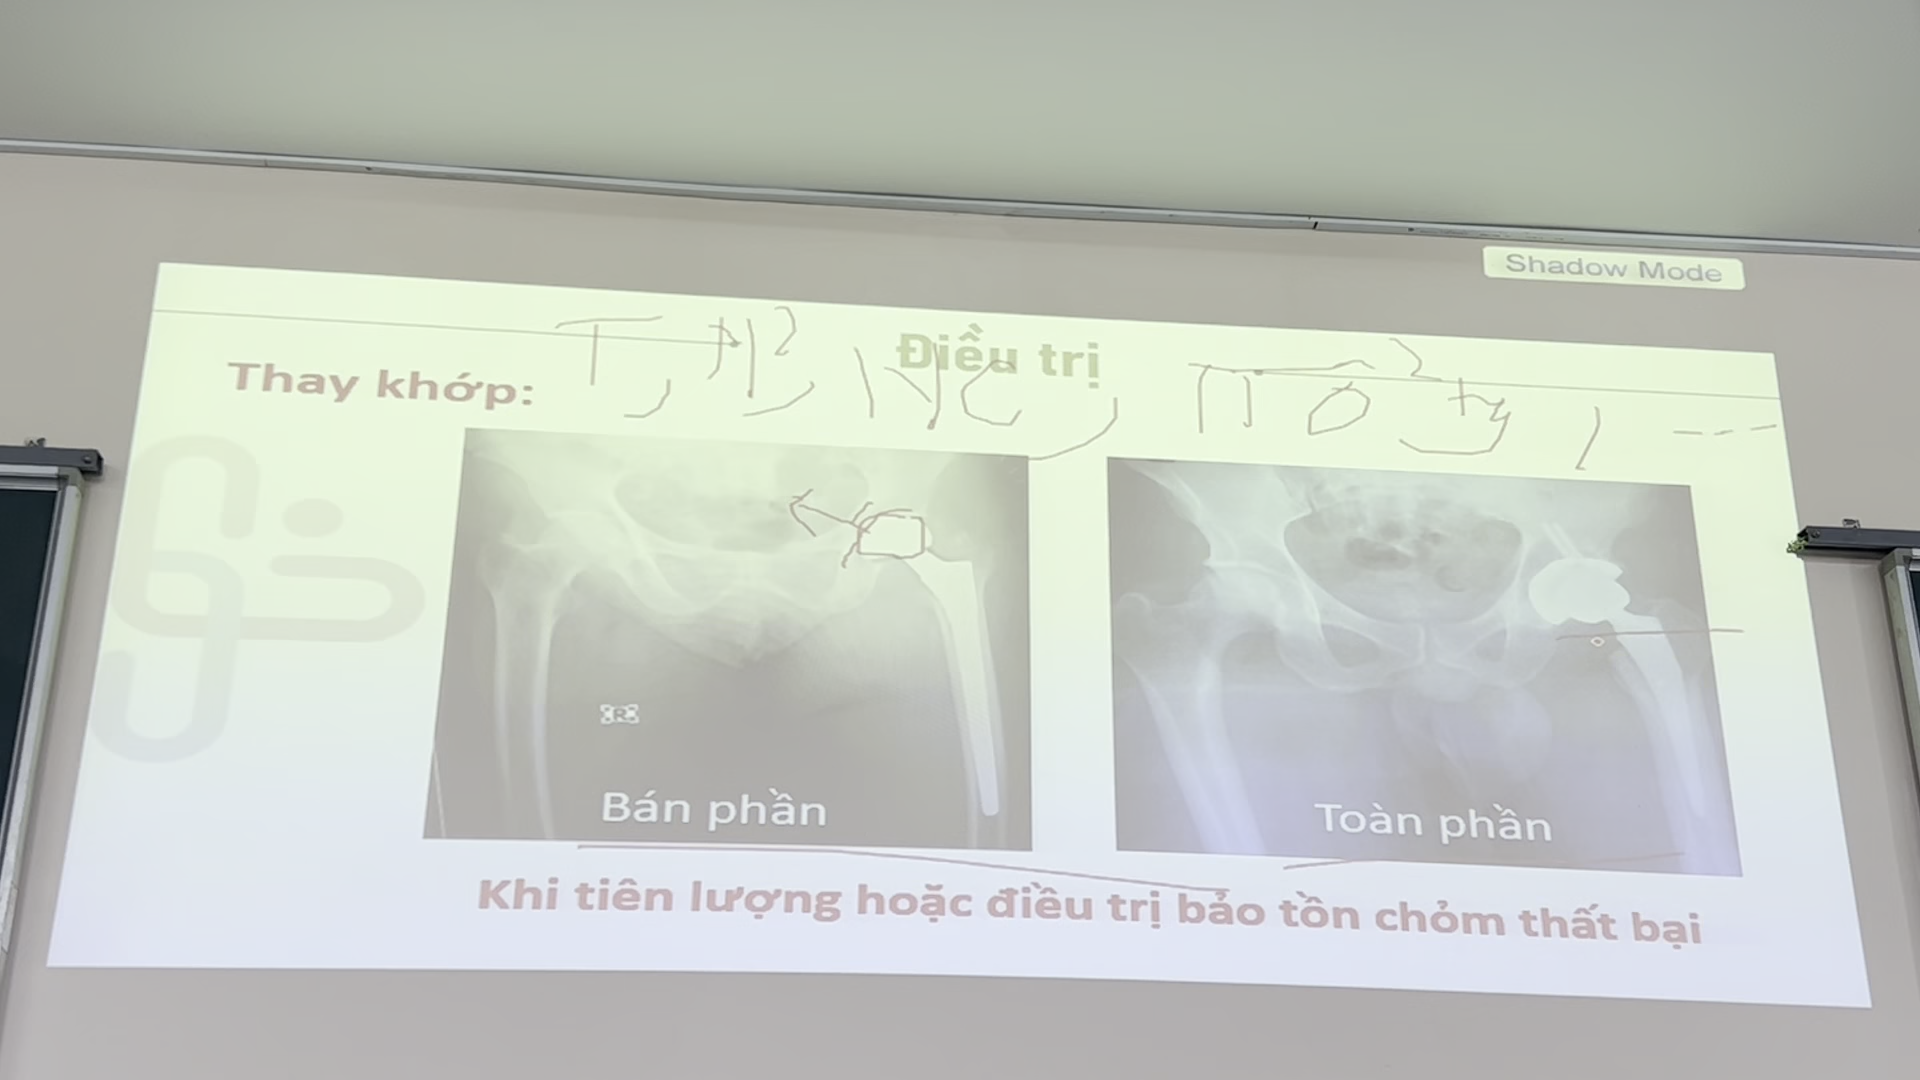 Shadow Mode
Điều trị
Thay khớp:
R
Bán phần
Toàn phần
Khi tiên lượng hoặc điều trị bảo tồn chỏm thất bại